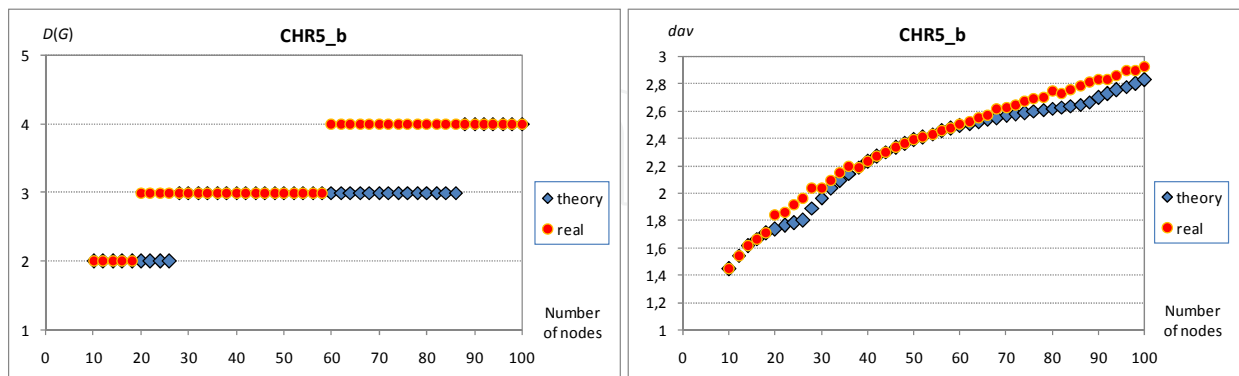 D(G)
CHR5_b
5
4
3
2
1
0 10 20 30 40 50 60 70 80 90 100
Number
of nodes
theory
real
dav
CHR5_b
3
2,8
2,6
2,4
2,2
2
1,8
1,6
1,4
1,2
1
0 10 20 30 40 50 60 70 80 90 100
Number
of nodes
theory
real